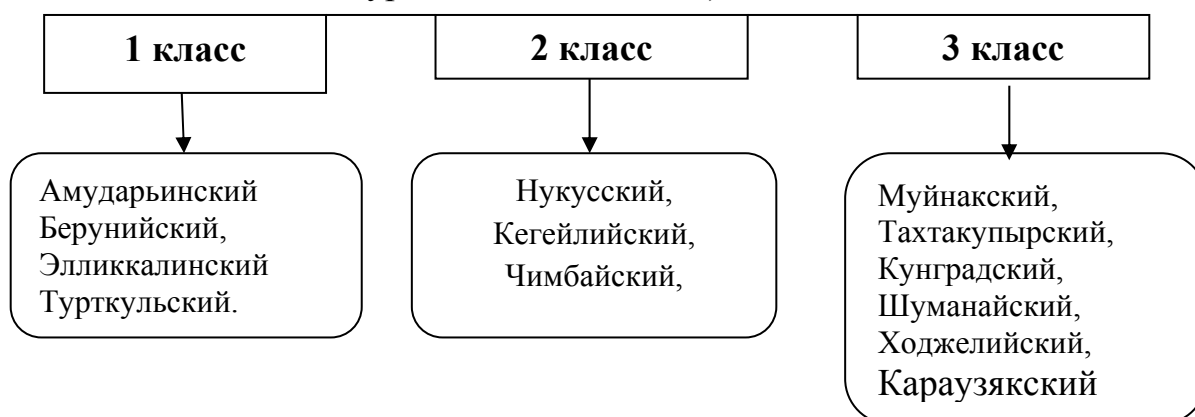 1 класс
2 класс
3 класс
Амударьинский
Берунийский,
Элликкалинский
Турткульский.
Нукусский,
Кегейлийский,
Чимбайский,
Муйнакский,
Тахтакупырский,
Кунградский,
Шуманайский,
Ходжелийский,
Караузякский